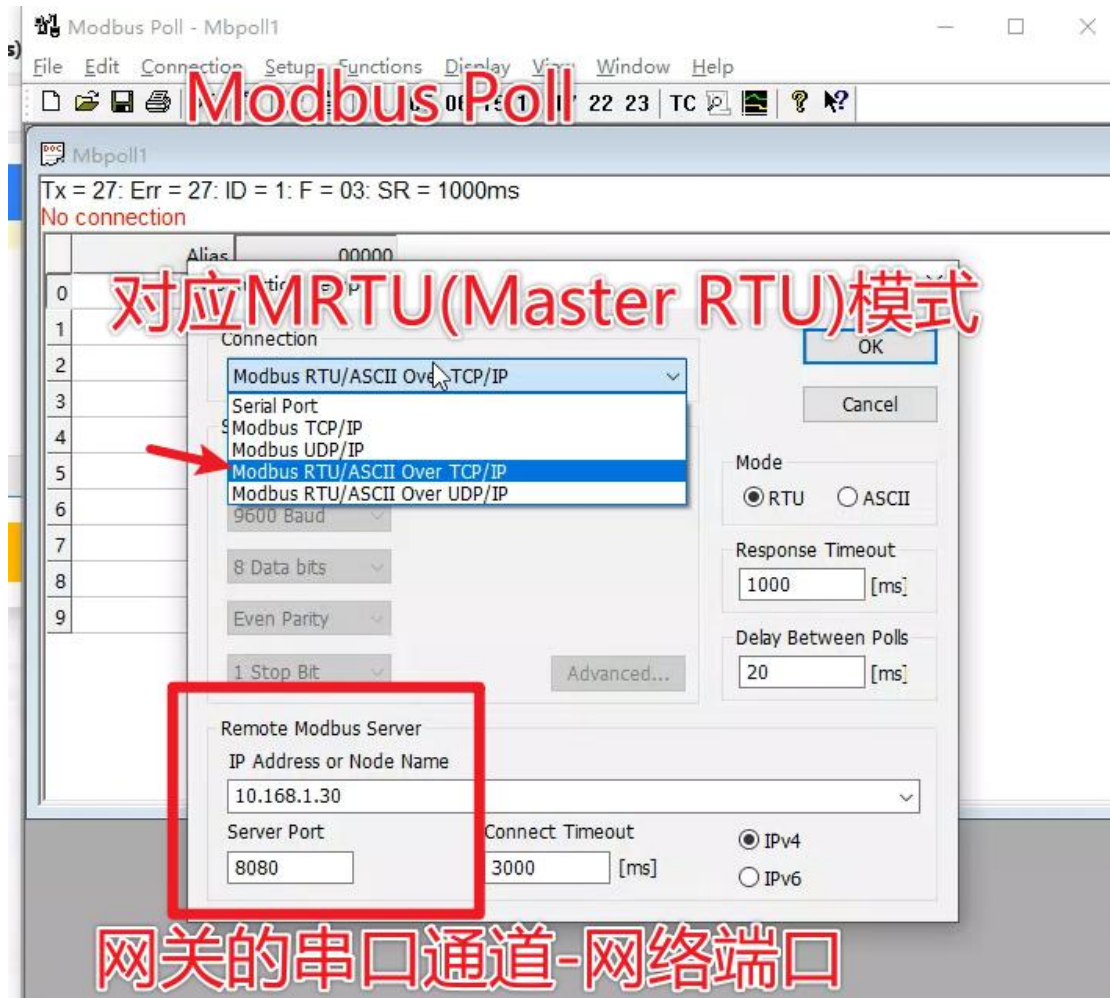 s)
Modbus Poll - Mbpoll1
File Edit Connection Setup Functions Display View Window Help
Modbus Poll
22 23 TC
Mbpoll1
Tx = 27: Err = 27: ID = 1: F = 03: SR = 1000ms
No connection
Alias 00000
对应MRTU(Master RTU)模式
0
1
2
3
4
5
6
7
8
9
Connection
OK
Modbus RTU/ASCII Over TCP/IP
Cancel
Serial Port
Modbus TCP/IP
Modbus UDP/IP
Modbus RTU/ASCII Over TCP/IP
Modbus RTU/ASCII Over UDP/IP
Mode
RTU ASCII
9600 Baud
Response Timeout
8 Data bits
1000 [ms]
Even Parity
Delay Between Polls
1 Stop Bit
Advanced...
20 [ms]
Remote Modbus Server
IP Address or Node Name
10.168.1.30
Server Port
Connect Timeout
IPv4
8080
3000 [ms]
IPv6
网关的串口通道-网络端口